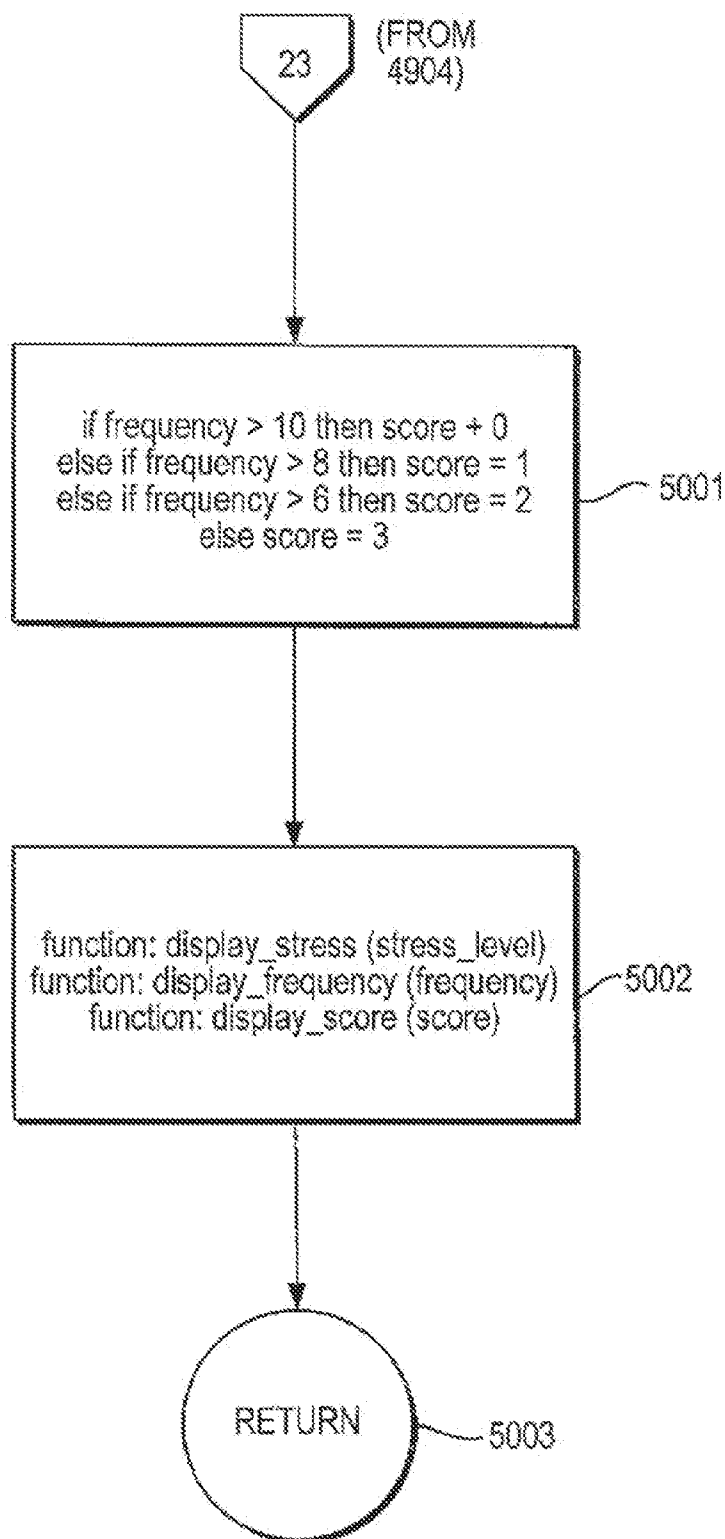 23
(FROM
4904)
if frequency > 10 then score + 0
else if frequency > 8 then score = 1
else if frequency > 6 then score = 2
else score = 3
5001
function: display_stress (stress_level)
function: display_frequency (frequency)
function: display_score (score)
5002
RETURN
5003